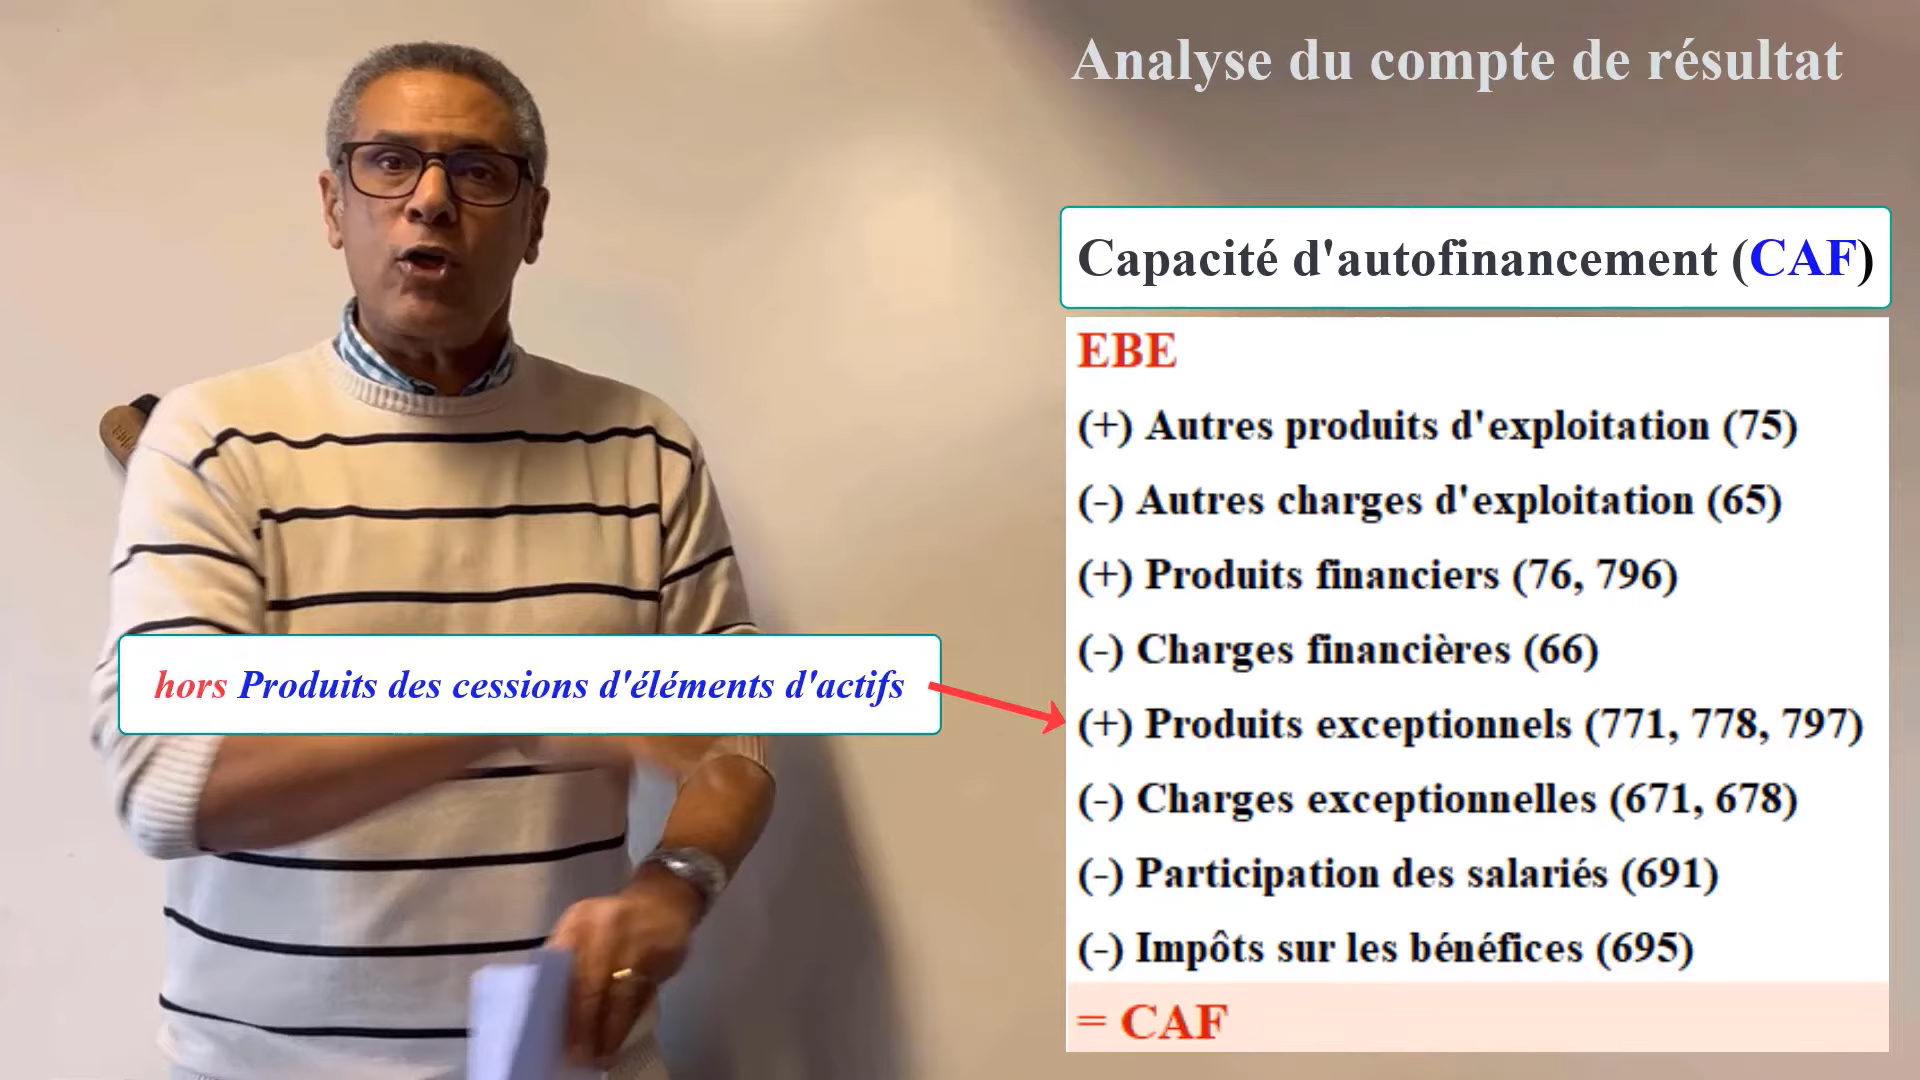 Analyse du compte de résultat
Capacité d'autofinancement (CAF)
EBE
(+) Autres produits d'exploitation (75)
(-) Autres charges d'exploitation (65)
(+) Produits financiers (76, 796)
(-) Charges financières (66)
hors Produits des cessions d'éléments d'actifs
(+) Produits exceptionnels (771, 778, 797)
(-) Charges exceptionnelles (671, 678)
(-) Participation des salariés (691)
(-) Impôts sur les bénéfices (695)
= CAF